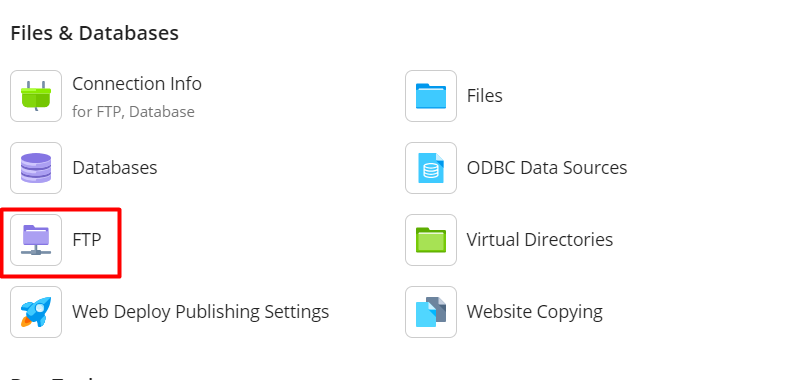 Files & Databases
Connection Info
for FTP, Database
Files
Databases
ODBC Data Sources
FTP
Virtual Directories
Web Deploy Publishing Settings
Website Copying